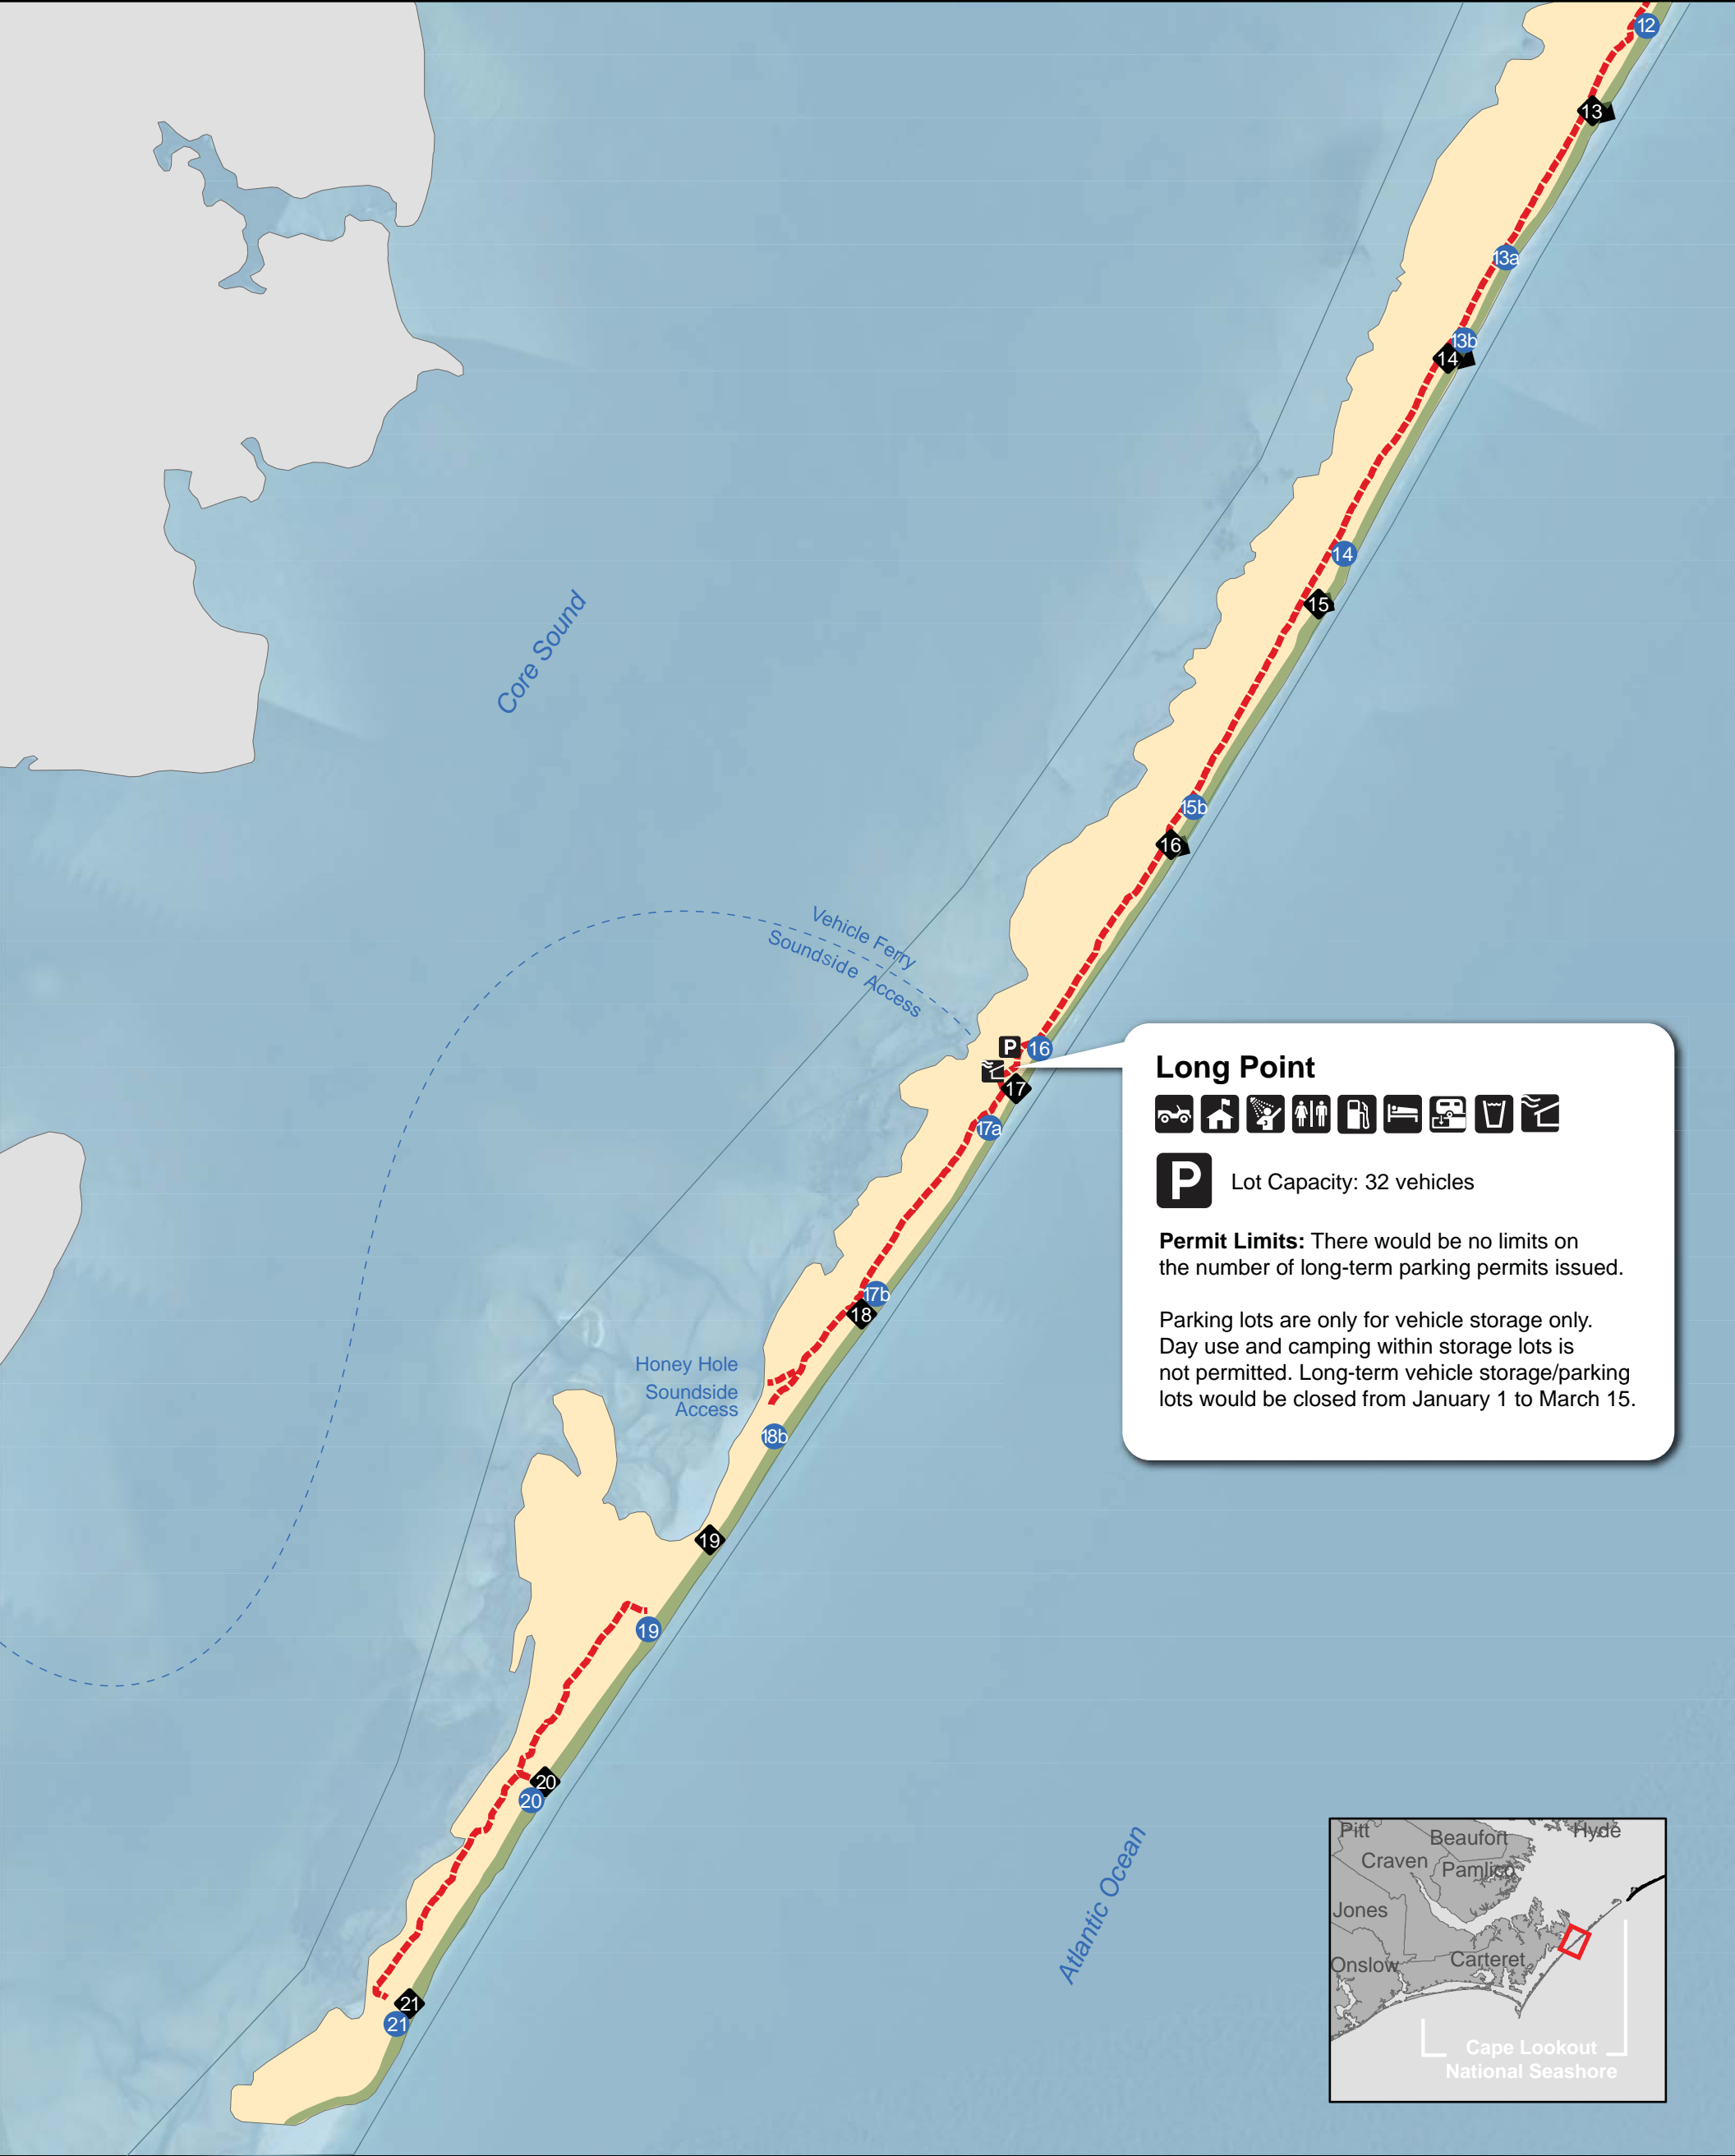 12
13
13a
13b
14
14
15
Core Sound
15b
16
Vehicle Ferry
Soundside Access
P
16
17
17a
Long Point
P
Lot Capacity: 32 vehicles
Permit Limits: There would be no limits on
the number of long-term parking permits issued.
Parking lots are only for vehicle storage only.
Day use and camping within storage lots is
not permitted. Long-term vehicle storage/parking
lots would be closed from January 1 to March 15.
17b
18
Honey Hole
Soundside
Access
18b
19
19
20
20
21
21
Atlantic Ocean
Pitt
Beaufort
Hyde
Craven
Pamlico
Jones
Onslow
Carteret
Cape Lookout
National Seashore